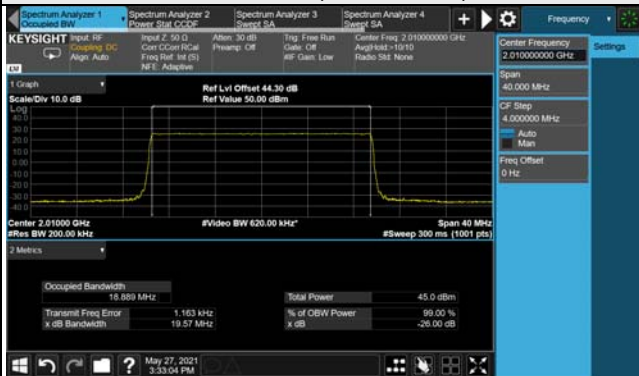 Spectrum Analyzer 1
Occupied BW
Spectrum Analyzer 2
Power Stat CCDF
Spectrum Analyzer 3
Swept SA
Spectrum Analyzer 4
Swept SA
Frequency
KEYSIGHT
Input: RF
Coupling: DC
Align: Auto
Input Z: 50 Ω
Corr CCorr RCal
Freq Ref: Int (S)
NFE: Adaptive
Atten: 30 dB
Preamp: Off
Trig: Free Run
Gate: Off
#IF Gain: Low
Center Freq: 2.010000000 GHz
Avg|Hold:>10/10
Radio Std: None
Center Frequency
2.010000000 GHz
Settings
Span
40.000 MHz
CF Step
4.000000 MHz
Auto
Man
Freq Offset
0 Hz
1 Graph
Scale/Div 10.0 dB
Ref Lvl Offset 44.30 dB
Ref Value 50.00 dBm
Log
40.0
30.0
20.0
10.0
0.00
-10.0
-20.0
-30.0
-40.0
Center 2.01000 GHz
#Res BW 200.00 kHz
#Video BW 620.00 kHz*
Span 40 MHz
#Sweep 300 ms (1001 pts)
2 Metrics
Occupied Bandwidth
18.889 MHz
Total Power 45.0 dBm
Transmit Freq Error 1.163 kHz
% of OBW Power 99.00 %
x dB Bandwidth 19.57 MHz
x dB -26.00 dB
May 27, 2021
3:33:04 PM